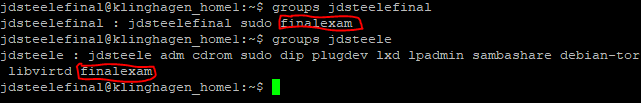 jdsteelefinal@klinghagen_home1:~$ groups jdsteelefinal
jdsteelefinal : jdsteelefinal sudo finalexam
jdsteelefinal@klinghagen_home1:~$ groups jdsteele
jdsteele : jdsteele adm cdrom sudo dip plugdev lxd lpadmin sambashare debian-tor
libvirtd finalexam
jdsteelefinal@klinghagen_home1:~$